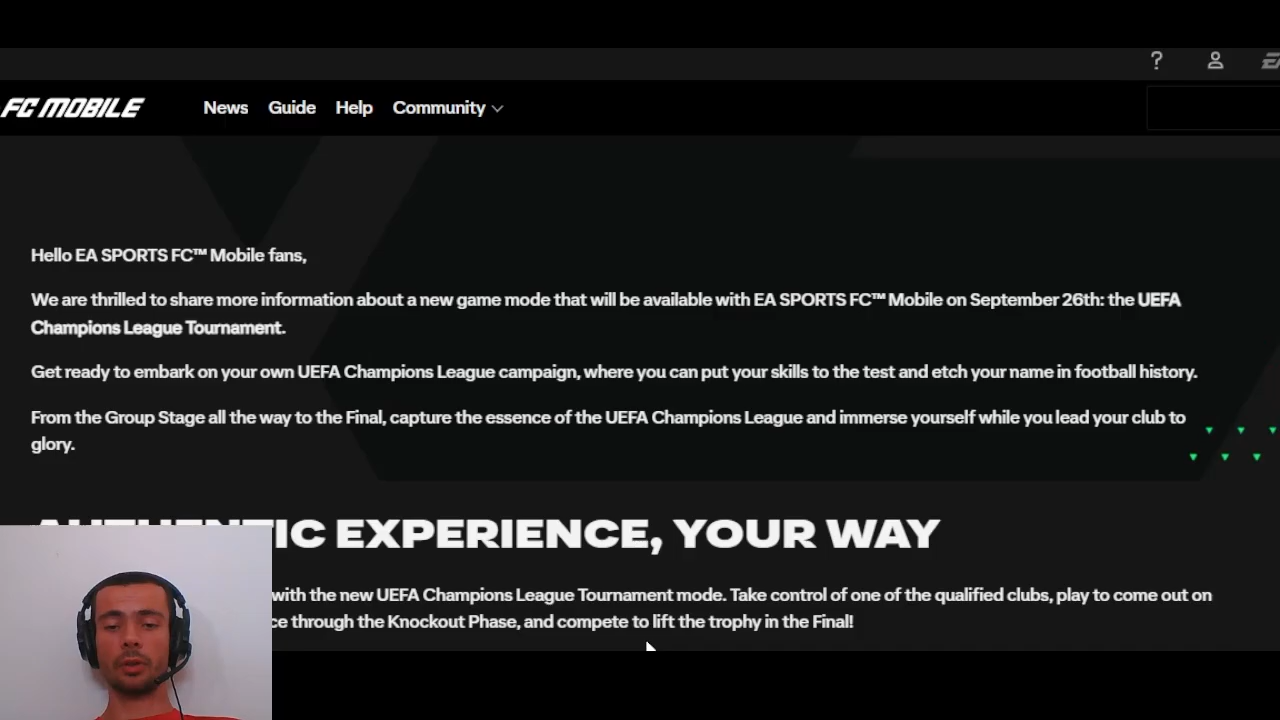 ?
FC MOBILE
News Guide Help Community
Hello EA SPORTS FC™ Mobile fans,
We are thrilled to share more information about a new game mode that will be available with EA SPORTS FC™ Mobile on September 26th: the UEFA
Champions League Tournament.
Get ready to embark on your own UEFA Champions League campaign, where you can put your skills to the test and etch your name in football history.
From the Group Stage all the way to the Final, capture the essence of the UEFA Champions League and immerse yourself while you lead your club to
glory.
AUTHENTIC EXPERIENCE, YOUR WAY
with the new UEFA Champions League Tournament mode. Take control of one of the qualified clubs, play to come out on
through the Knockout Phase, and compete to lift the trophy in the Final!